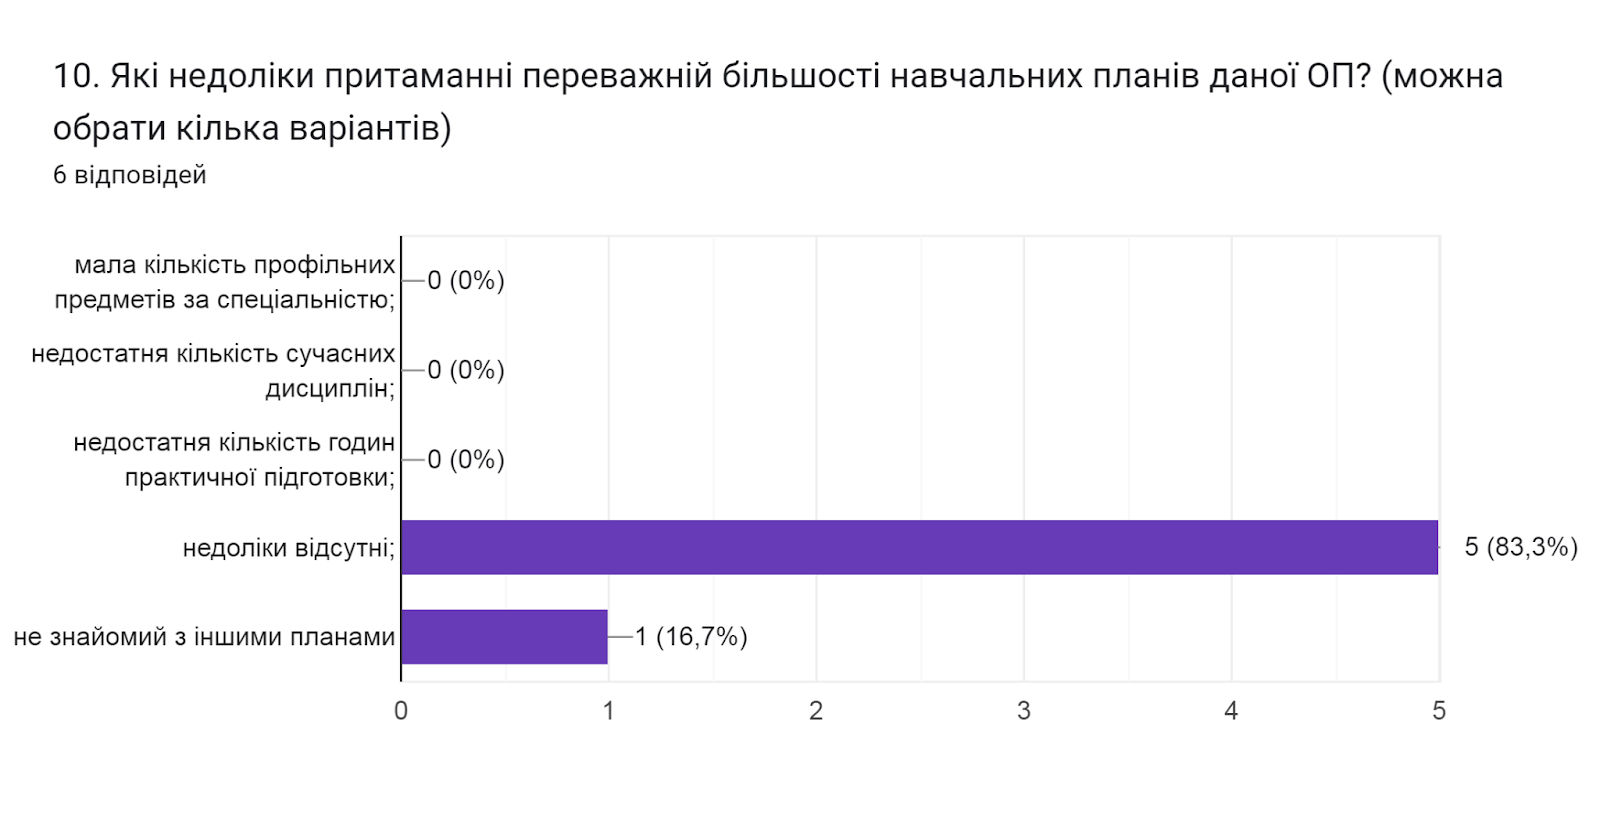 10. Які недоліки притаманні переважній більшості навчальних планів даної ОП? (можна
обрати кілька варіантів)
6 відповідей
мала кількість профільних
предметів за спеціальністю;
0 (0%)
недостатня кількість сучасних
дисциплін;
0 (0%)
недостатня кількість годин
практичної підготовки;
0 (0%)
недоліки відсутні;
5 (83,3%)
не знайомий з іншими планами
1 (16,7%)
0 1 2 3 4 5